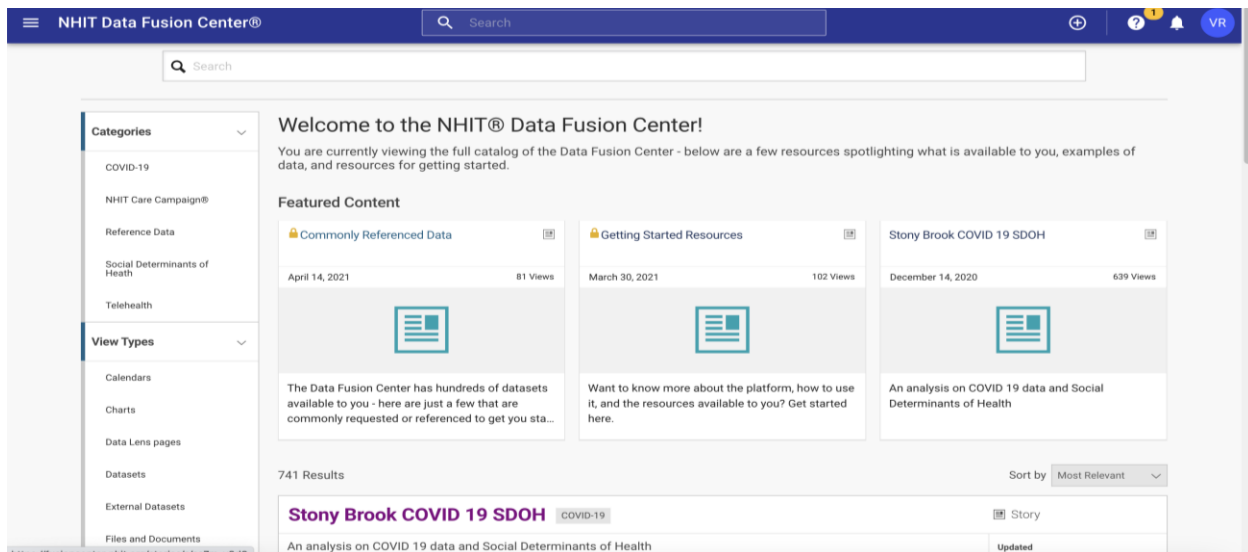 NHIT Data Fusion Center®
Search
1
?
VR
Search
Categories
COVID-19
NHIT Care Campaign®
Reference Data
Social Determinants of
Heath
Telehealth
View Types
Calendars
Charts
Data Lens pages
Datasets
External Datasets
Files and Documents
Welcome to the NHIT® Data Fusion Center!
You are currently viewing the full catalog of the Data Fusion Center - below are a few resources spotlighting what is available to you, examples of
data, and resources for getting started.
Featured Content
Commonly Referenced Data
April 14, 2021 81 Views
The Data Fusion Center has hundreds of datasets
available to you - here are just a few that are
commonly requested or referenced to get you sta...
Getting Started Resources
March 30, 2021 102 Views
Want to know more about the platform, how to use
it, and the resources available to you? Get started
here.
Stony Brook COVID 19 SDOH
December 14, 2020 639 Views
An analysis on COVID 19 data and Social
Determinants of Health
741 Results
Sort by Most Relevant
Stony Brook COVID 19 SDOH COVID-19
Story
An analysis on COVID 19 data and Social Determinants of Health
Updated